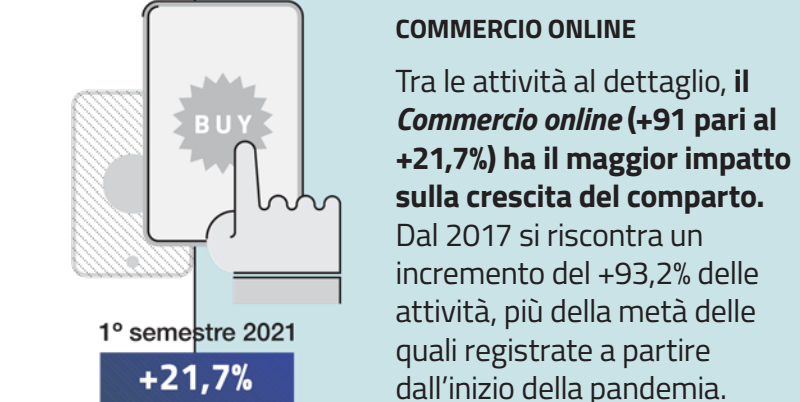 BUY
1° semestre 2021
+21,7%
COMMERCIO ONLINE
Tra le attività al dettaglio, il
Commercio online (+91 pari al
+21,7%) ha il maggior impatto
sulla crescita del comparto.
Dal 2017 si riscontra un
incremento del +93,2% delle
attività, più della metà delle
quali registrate a partire
dall’inizio della pandemia.